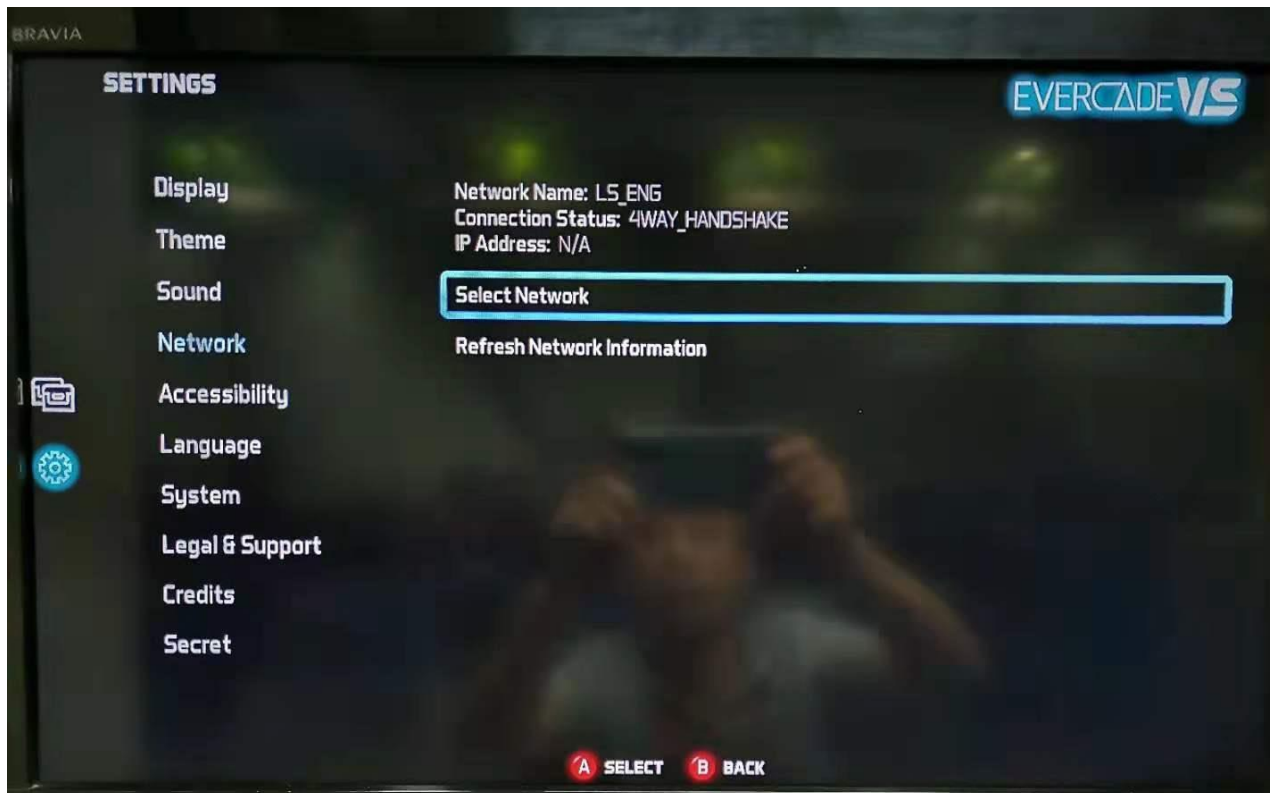 BRAVIA
SETTINGS
EVERCADE VS
Display
Theme
Sound
Network
Accessibility
Language
System
Legal & Support
Credits
Secret
Network Name: LS_ENG
Connection Status: 4WAY_HANDSHAKE
IP Address: N/A
Select Network
Refresh Network Information
A SELECT B BACK